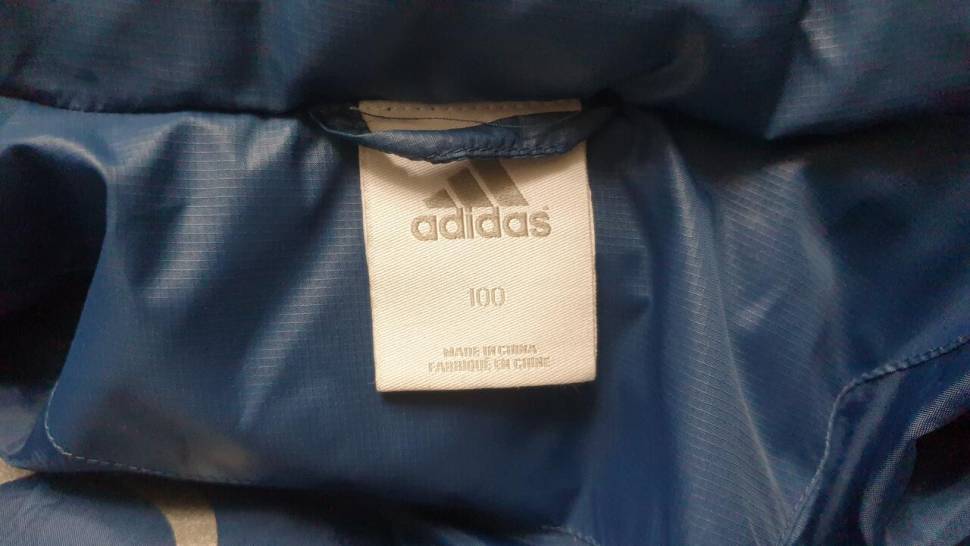 adidas
100
MADE IN CHINA
FABRIQUÉ EN CHINE